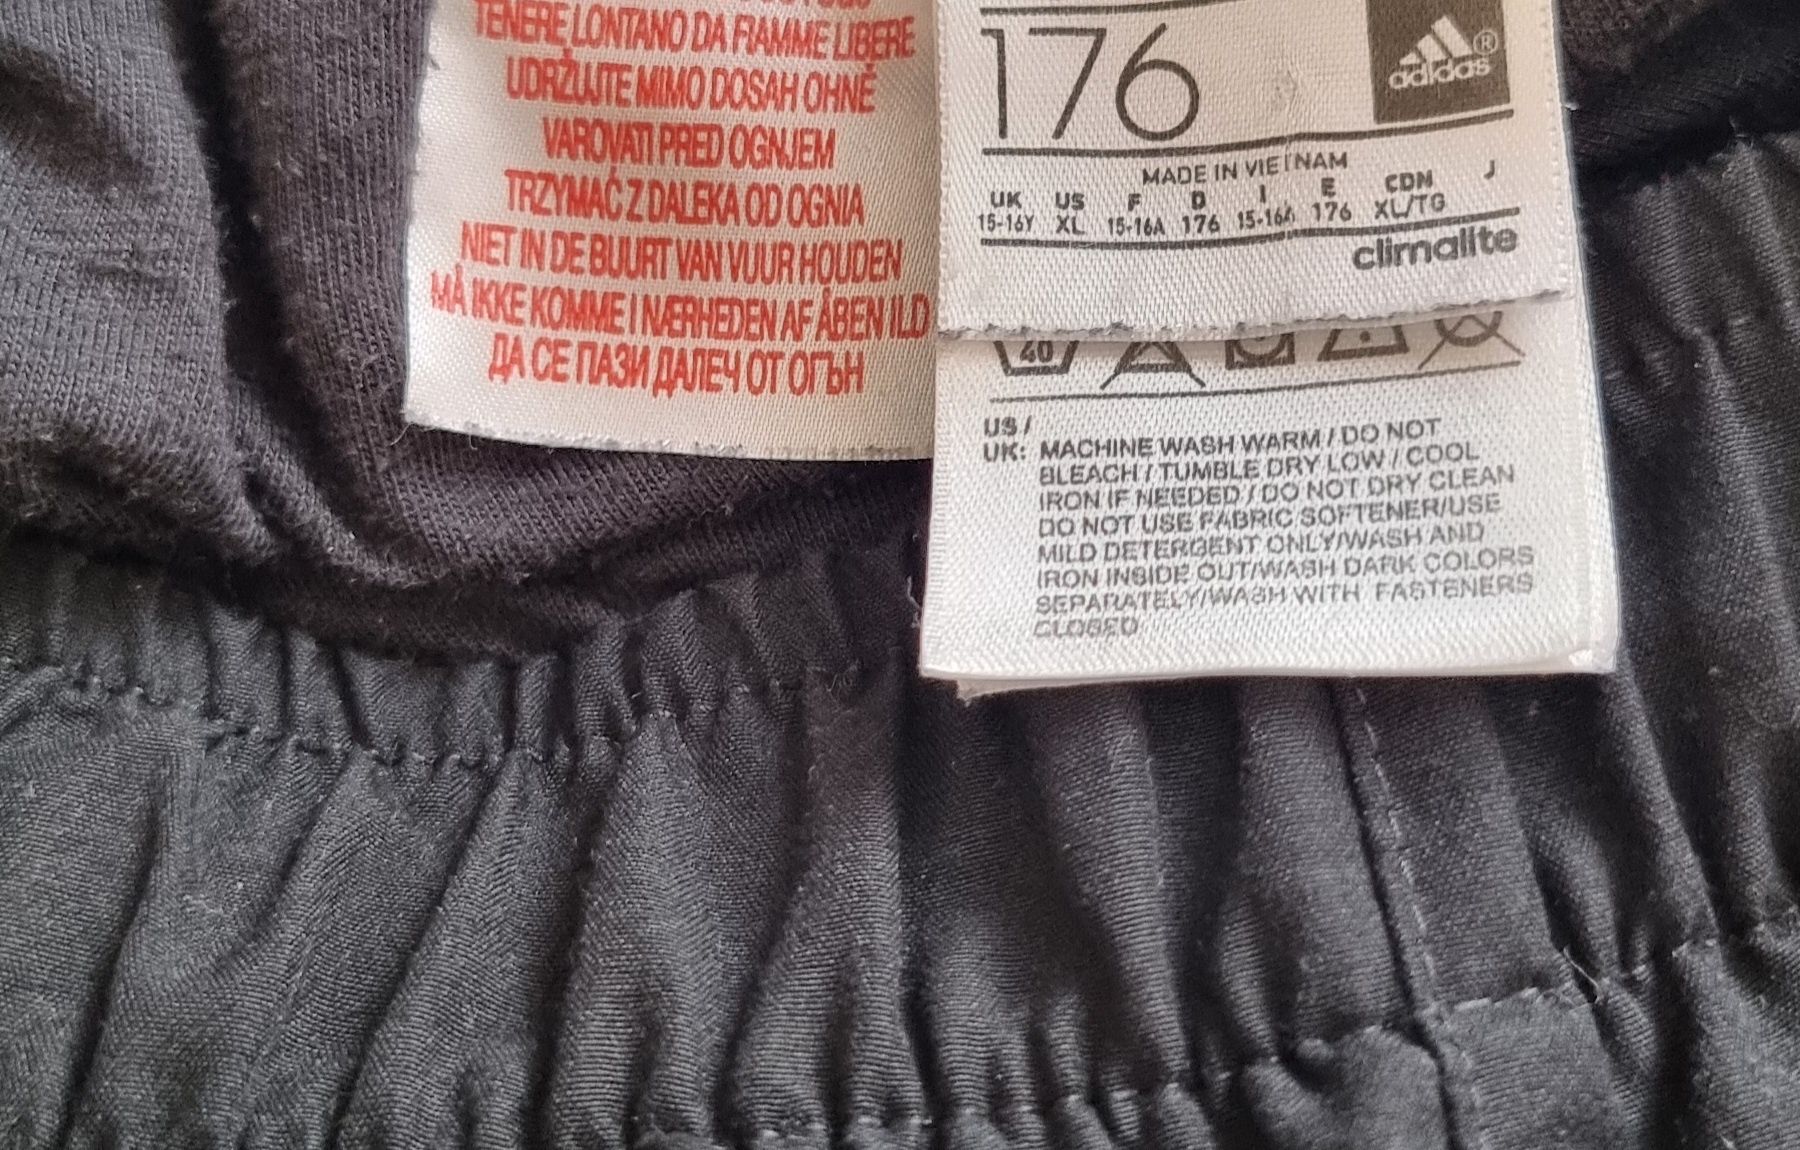 TENERE LONTANO DA FIAMME LIBERE
UDRŽUJTE MIMO DOSAH OHNĚ
VAROVATI PRED OGNJEM
TRZYMAĆ Z DALEKA OD OGNIA
NIET IN DE BUURT VAN VUUR HOUDEN
MÅ IKKE KOMME I NÆRHEDEN AF ÅBEN ILD
ДА СЕ ПАЗИ ДАЛЕЧ ОТ ОГЪН
176
adidas®
MADE IN VIETNAM
UK US F D I E CDN J
15-16Y XL 15-16A 176 15-16A 176 XL/TG
climalite
40
US/
UK: MACHINE WASH WARM / DO NOT
BLEACH / TUMBLE DRY LOW / COOL
IRON IF NEEDED / DO NOT DRY CLEAN
DO NOT USE FABRIC SOFTENER/USE
MILD DETERGENT ONLY/WASH AND
IRON INSIDE OUT/WASH DARK COLORS
SEPARATELY/WASH WITH FASTENERS
CLOSED